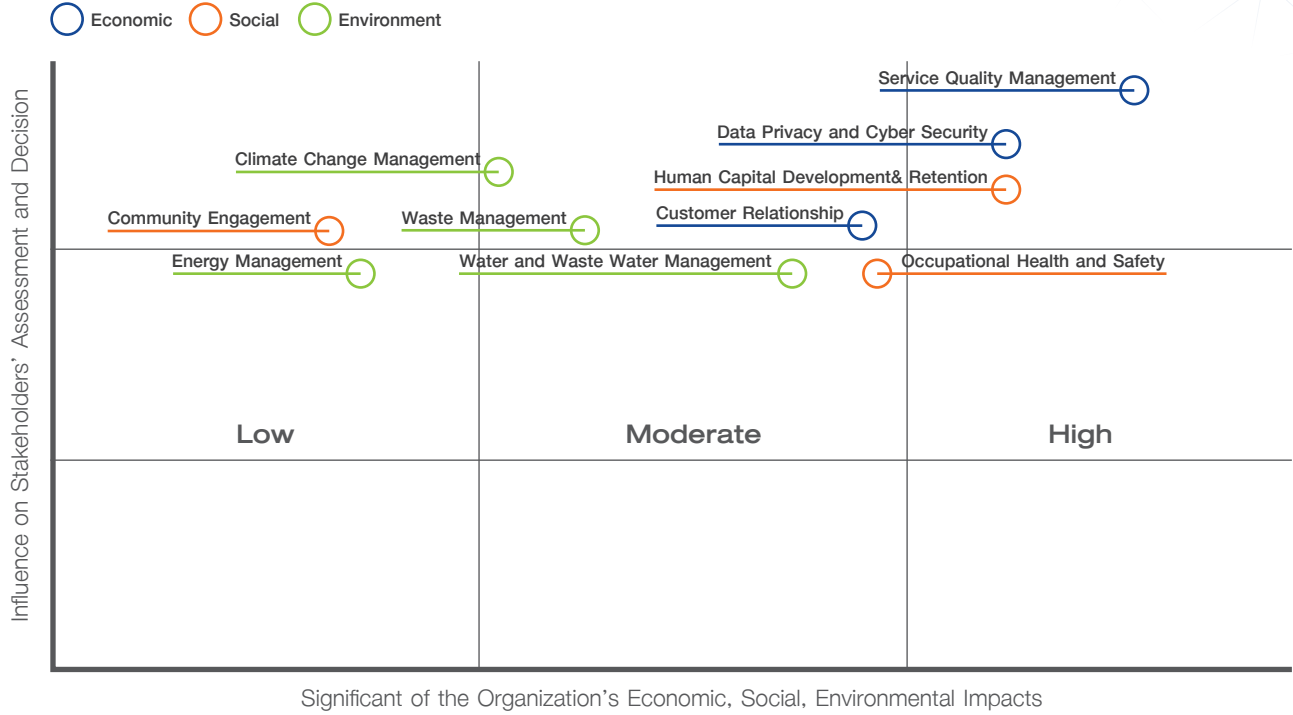 Economic Social Environment
Service Quality Management
Data Privacy and Cyber Security
Climate Change Management
Human Capital Development& Retention
Community Engagement
Waste Management
Customer Relationship
Energy Management
Water and Waste Water Management
Occupational Health and Safety
Low
Moderate
High
Influence on Stakeholders' Assessment and Decision
Significant of the Organization's Economic, Social, Environmental Impacts